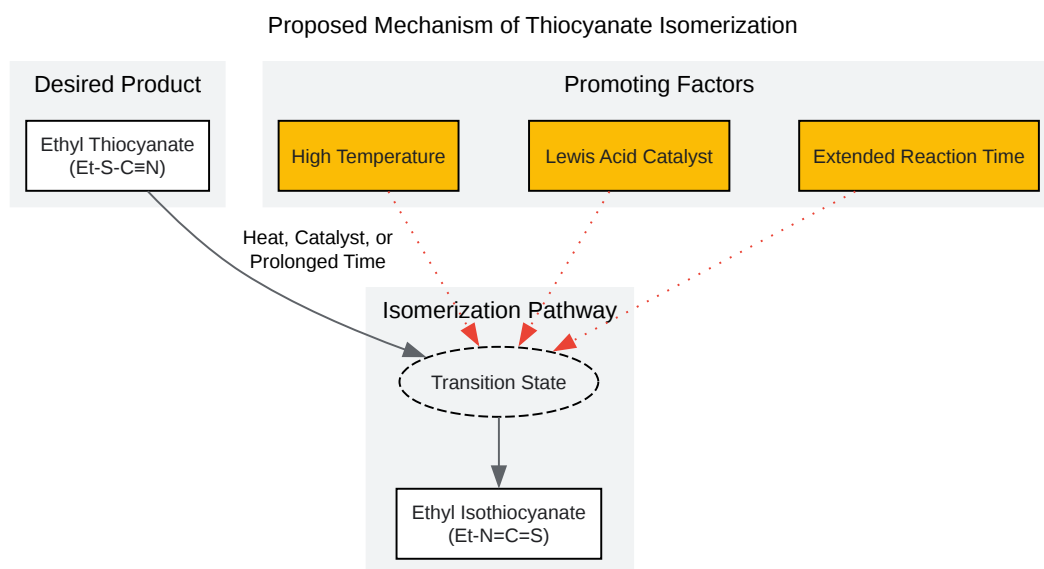 Proposed Mechanism of Thiocyanate Isomerization
Desired Product
Promoting Factors
Ethyl Thiocyanate
(Et-S-C≡N)
High Temperature
Lewis Acid Catalyst
Extended Reaction Time
Heat, Catalyst, or
Prolonged Time
Isomerization Pathway
Transition State
Ethyl Isothiocyanate
(Et-N=C=S)